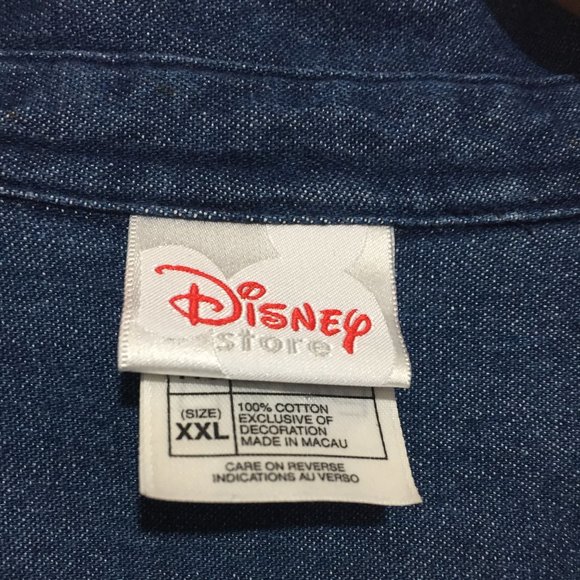 Disney
store
(SIZE)
XXL
100% COTTON
EXCLUSIVE OF
DECORATION
MADE IN MACAU
CARE ON REVERSE
INDICATIONS AU VERSO